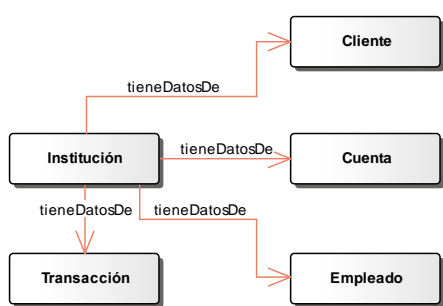 Cliente
tieneDatosDe
Institución
tieneDatosDe
Cuenta
tieneDatosDe
tieneDatosDe
Transacción
Empleado